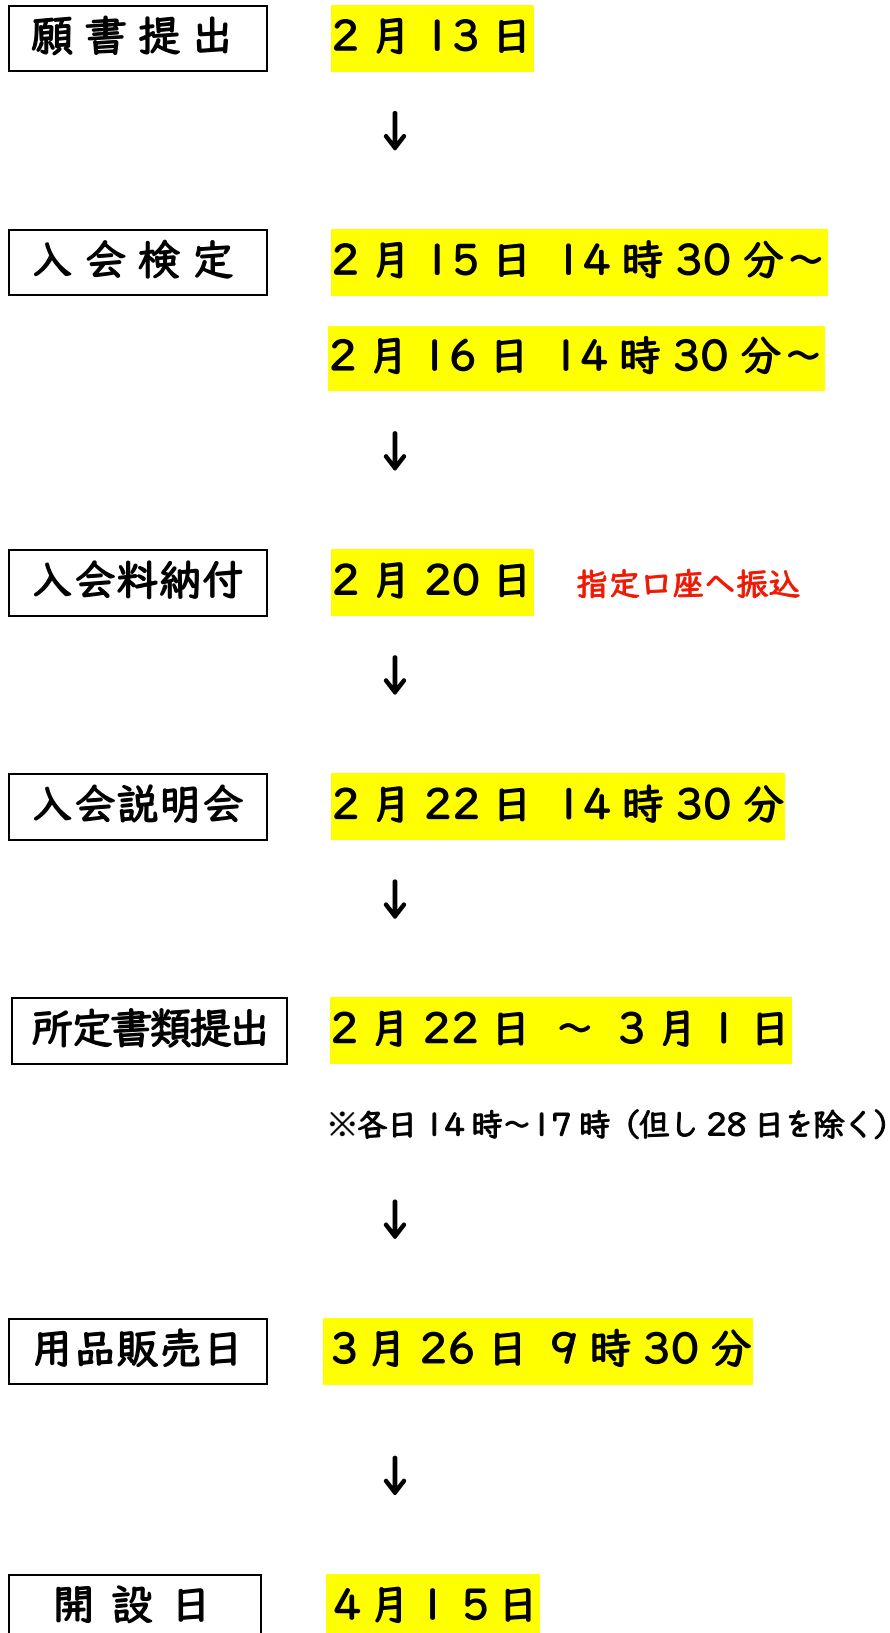 願書提出 2月13日
↓
入会検定 2月15日 14時30分～
2月16日 14時30分～
↓
入会料納付 2月20日 指定口座へ振込
↓
入会説明会 2月22日 14時30分
↓
所定書類提出 2月22日 ～ 3月1日
※各日14時～17時（但し28日を除く）
↓
用品販売日 3月26日 9時30分
↓
開設日 4月15日